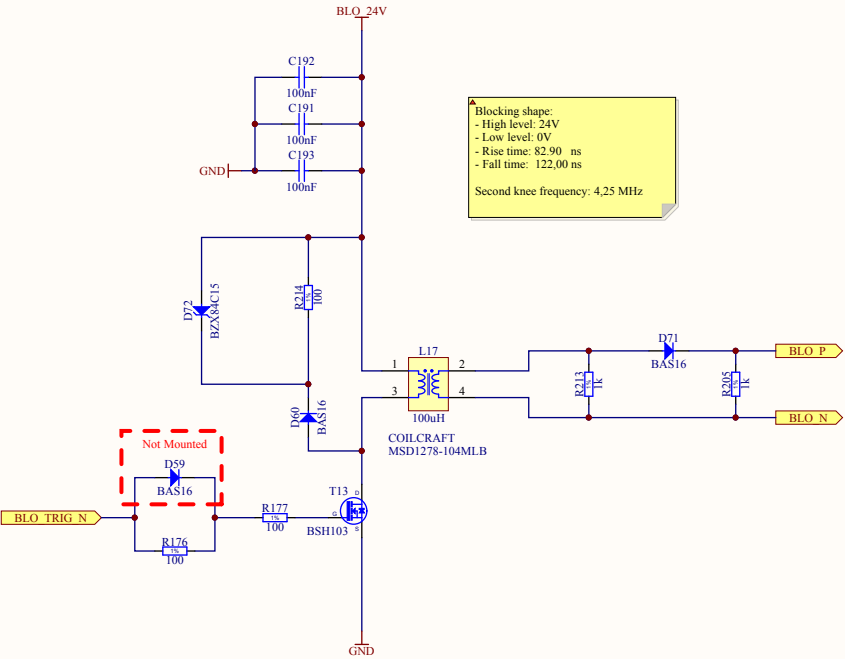 BLO_24V
C192
100nF
C191
100nF
C193
100nF
GND
Blocking shape:
- High level: 24V
- Low level: 0V
- Rise time: 82.90 ns
- Fall time: 122,00 ns
Second knee frequency: 4,25 MHz
D72
BZX84C15
R214
1%
100
L17
1
2
3
4
100uH
COILCRAFT
MSD1278-104MLB
D71
BAS16
R213
1%
1k
R205
1%
1k
BLO_P
BLO_N
D60
BAS16
Not Mounted
D59
BAS16
BLO_TRIG_N
R176
1%
100
R177
1%
100
T13
D
G
S
BSH103
GND